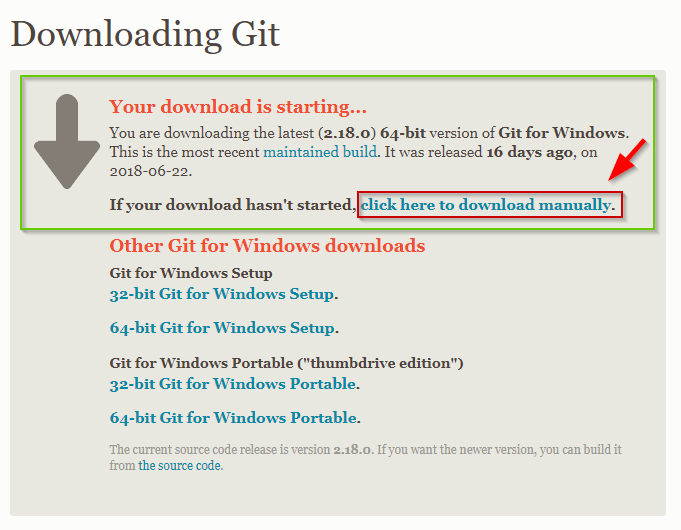 Downloading Git
Your download is starting...
You are downloading the latest (2.18.0) 64-bit version of Git for Windows.
This is the most recent maintained build. It was released 16 days ago, on
2018-06-22.
If your download hasn't started, click here to download manually.
Other Git for Windows downloads
Git for Windows Setup
32-bit Git for Windows Setup.
64-bit Git for Windows Setup.
Git for Windows Portable ("thumbdrive edition")
32-bit Git for Windows Portable.
64-bit Git for Windows Portable.
The current source code release is version 2.18.0. If you want the newer version, you can build it
from the source code.